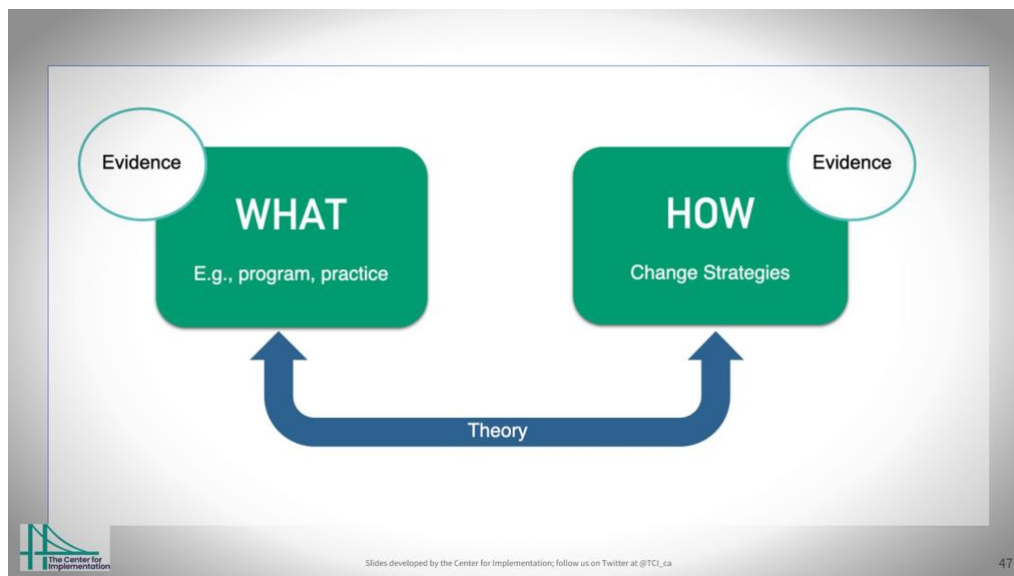 Evidence
WHAT
E.g., program, practice
Evidence
HOW
Change Strategies
Theory
The Center for
Implementation
Slides developed by the Center for Implementation; follow us on Twitter at @TCI_ca
47